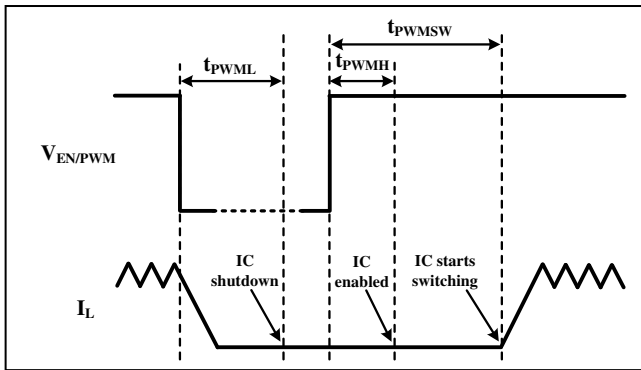 tPWMSW
tPWML
tPWMH
VEN/PWM
IC
shutdown
IC
enabled
IC starts
switching
IL